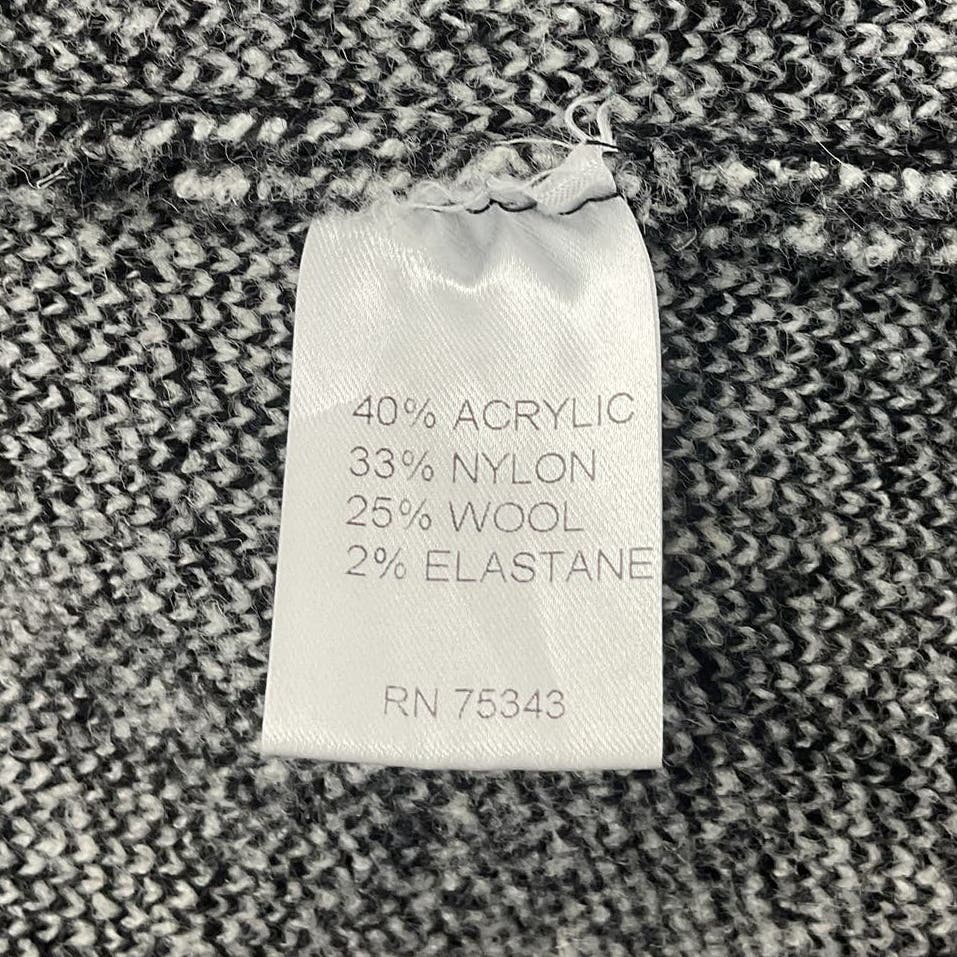 40% ACRYLIC
33% NYLON
25% WOOL
2% ELASTANE
RN 75343